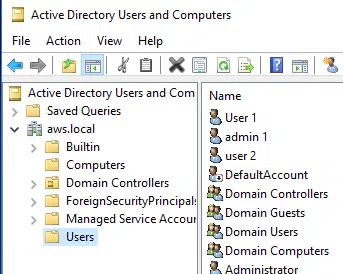 Active Directory Users and Computers
File Action View Help
Active Directory Users and Com
Saved Queries
aws.local
Builtin
Computers
Domain Controllers
ForeignSecurityPrincipals
Managed Service Accour
Users
Name
User 1
admin 1
user 2
DefaultAccount
Domain Controllers
Domain Guests
Domain Users
Domain Computers
Administrator